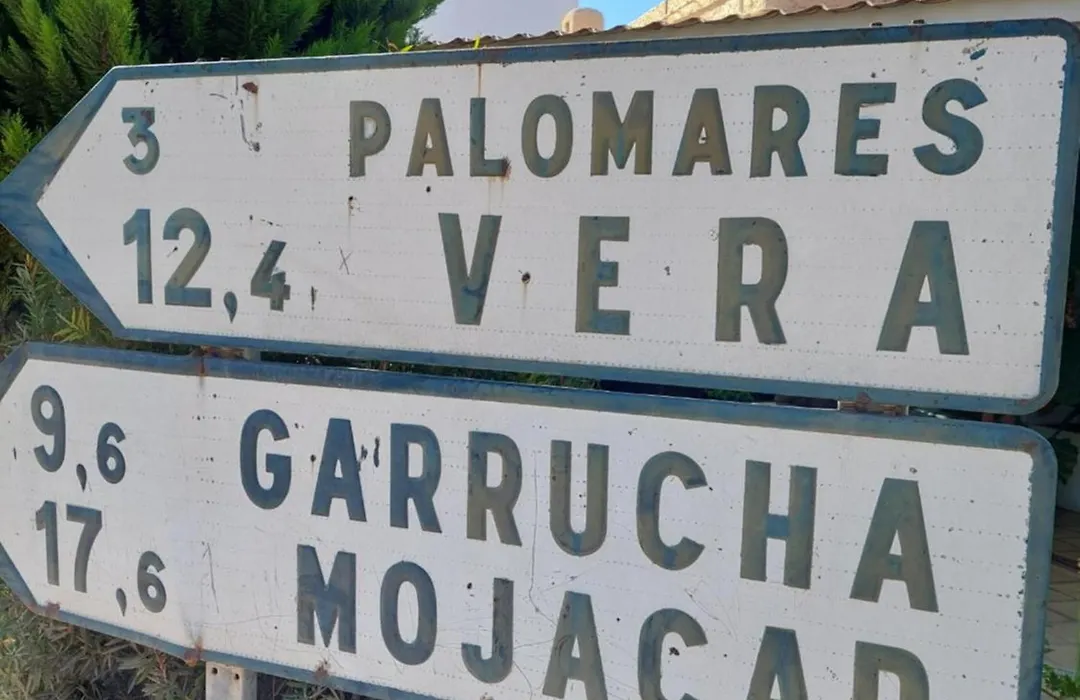 3 PALOMARES
12,4 VERA
9,6 GARRUCHA
17,6 MOJACAR